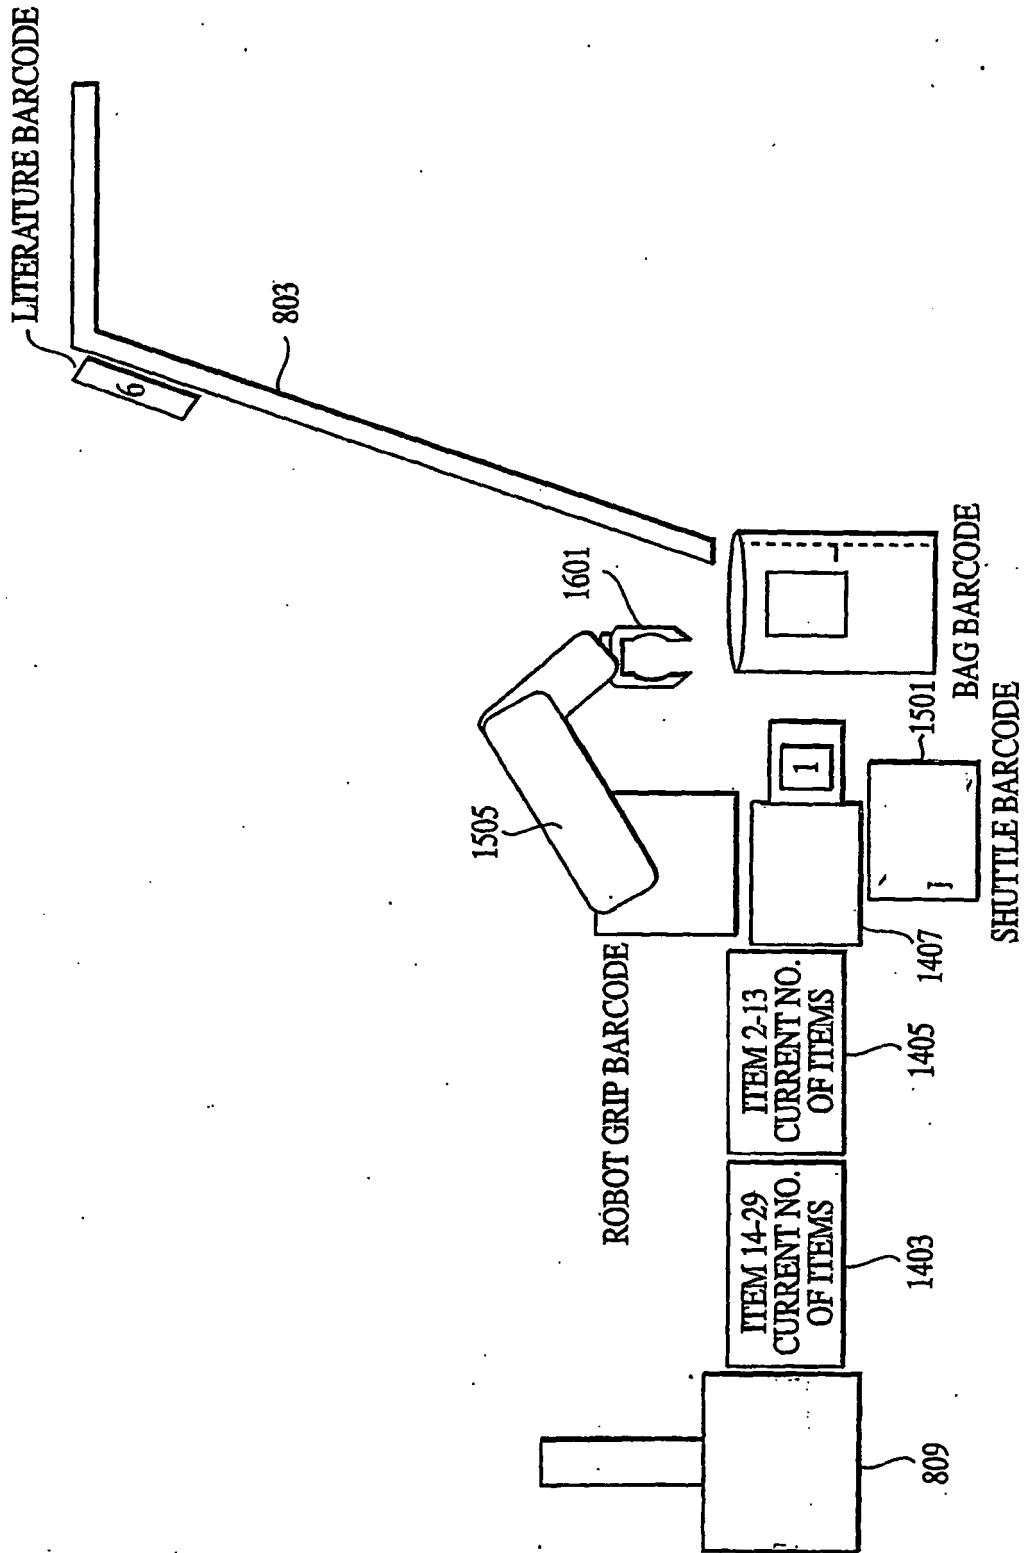 LITERATURE BARCODE
6
803
1601
1505
ROBOT GRIP BARCODE
ITEM 14-29
CURRENT NO.
OF ITEMS
ITEM 2-13
CURRENT NO.
OF ITEMS
1
809
1403
1405
1407
1501
BAG BARCODE
SHUTTLE BARCODE